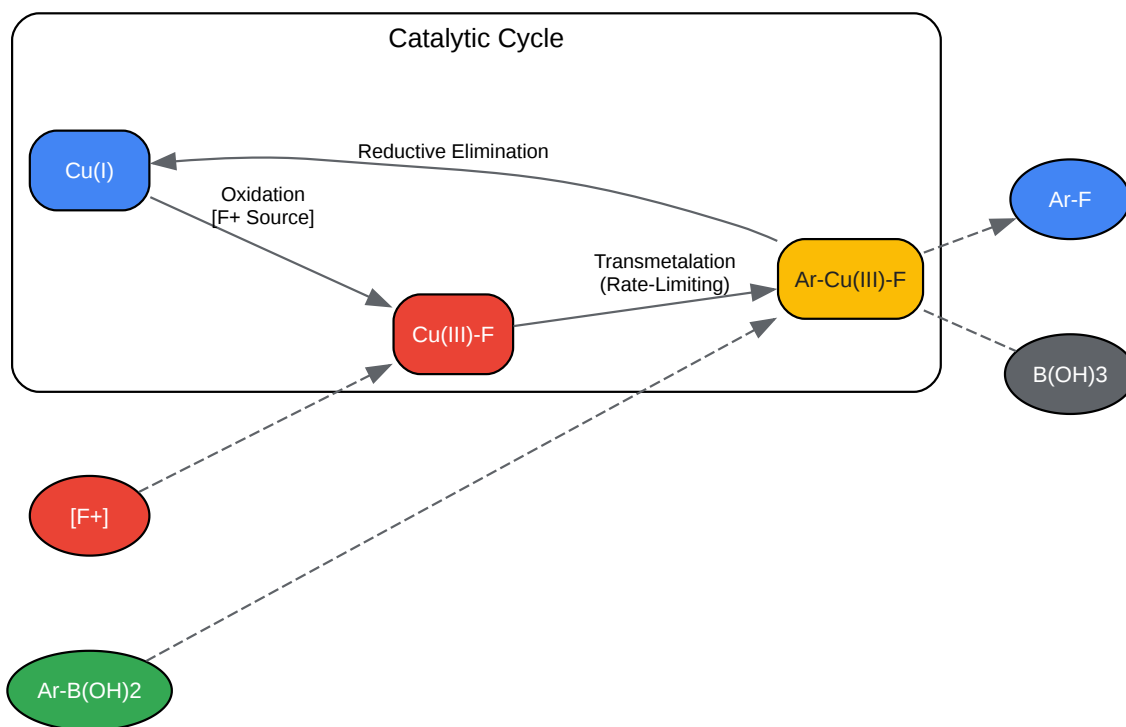 Catalytic Cycle
Reductive Elimination
Cu(I)
Oxidation
[F+ Source]
Ar-F
Transmetalation
(Rate-Limiting)
Ar-Cu(III)-F
Cu(III)-F
B(OH)3
[F+]
Ar-B(OH)2